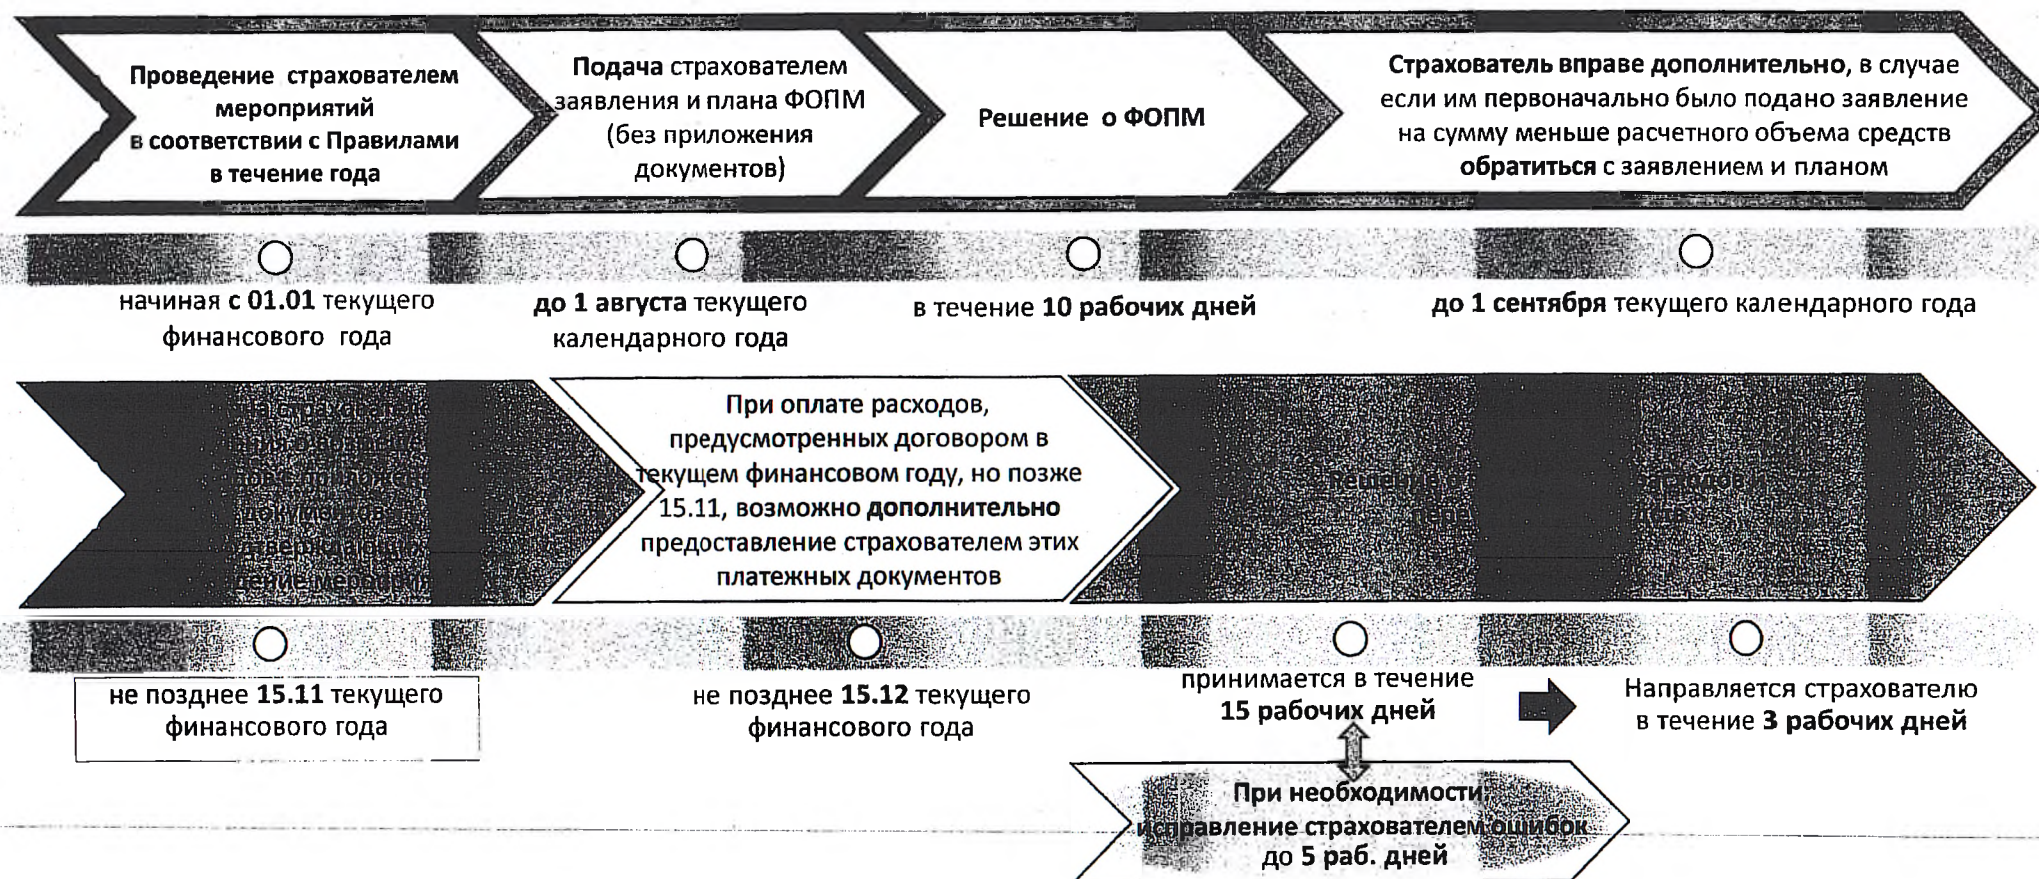 Проведение страхователем
мероприятий
в соответствии с Правилами
в течение года
Подача страхователем
заявления и плана ФОПМ
(без приложения
документов)
Решение о ФОПМ
Страхователь вправе дополнительно, в случае
если им первоначально было подано заявление
на сумму меньше расчетного объема средств
обратиться с заявлением и планом
начиная с 01.01 текущего
финансового года
до 1 августа текущего
календарного года
в течение 10 рабочих дней
до 1 сентября текущего календарного года
документов
При оплате расходов,
предусмотренных договором в
текущем финансовом году, но позже
15.11, возможно дополнительно
предоставление страхователем этих
платежных документов
Решение о расходов и
не позднее 15.11 текущего
финансового года
не позднее 15.12 текущего
финансового года
принимается в течение
15 рабочих дней
Направляется страхователю
в течение 3 рабочих дней
При необходимости:
исправление страхователем ошибок
до 5 раб. дней